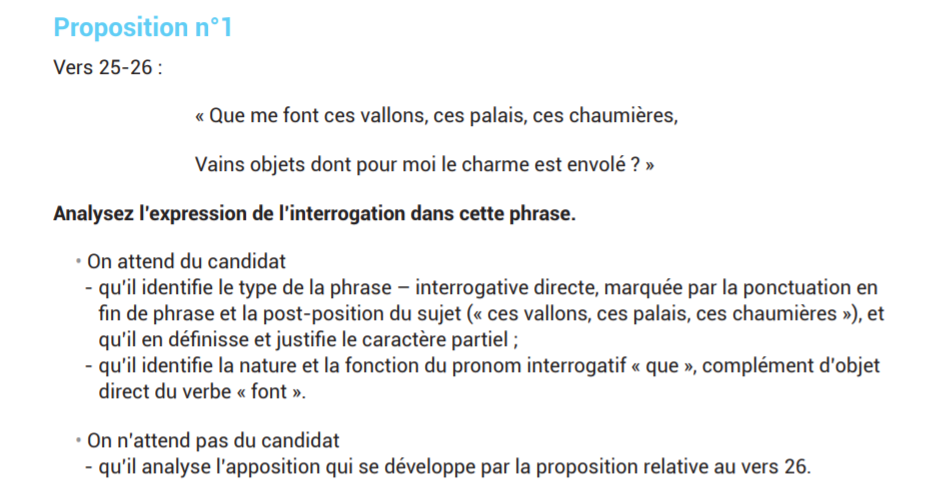 Proposition n°1
Vers 25-26 :
« Que me font ces vallons, ces palais, ces chaumières,
Vains objets dont pour moi le charme est envolé ? »
Analysez l'expression de l'interrogation dans cette phrase.
• On attend du candidat
- qu'il identifie le type de la phrase – interrogative directe, marquée par la ponctuation en
fin de phrase et la post-position du sujet (« ces vallons, ces palais, ces chaumières »), et
qu'il en définisse et justifie le caractère partiel ;
- qu'il identifie la nature et la fonction du pronom interrogatif « que », complément d'objet
direct du verbe « font ».
• On n'attend pas du candidat
- qu'il analyse l'apposition qui se développe par la proposition relative au vers 26.